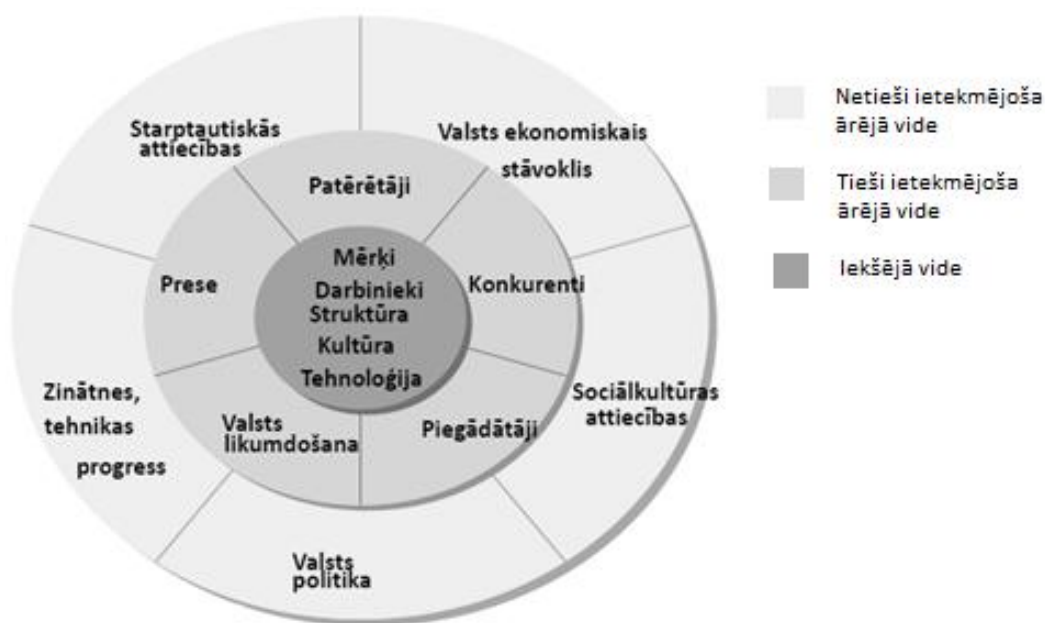 Starptautiskās
attiecības
Valsts ekonomiskais
stāvoklis
Patērētāji
Prese
Mērķi
Darbinieki
Struktūra
Kultūra
Tehnoloģija
Konkurenti
Zinātnes,
tehnikas
progress
Valsts
likumdošana
Piegādātāji
Sociālkultūras
attiecības
Valsts
politika
Netieši ietekmējoša
ārējā vide
Tieši ietekmējoša
ārējā vide
Iekšējā vide